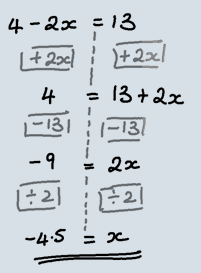 4 - 2x = 13
+2x +2x
4 = 13 + 2x
-13 -13
-9 = 2x
÷2 ÷2
-4.5 = x